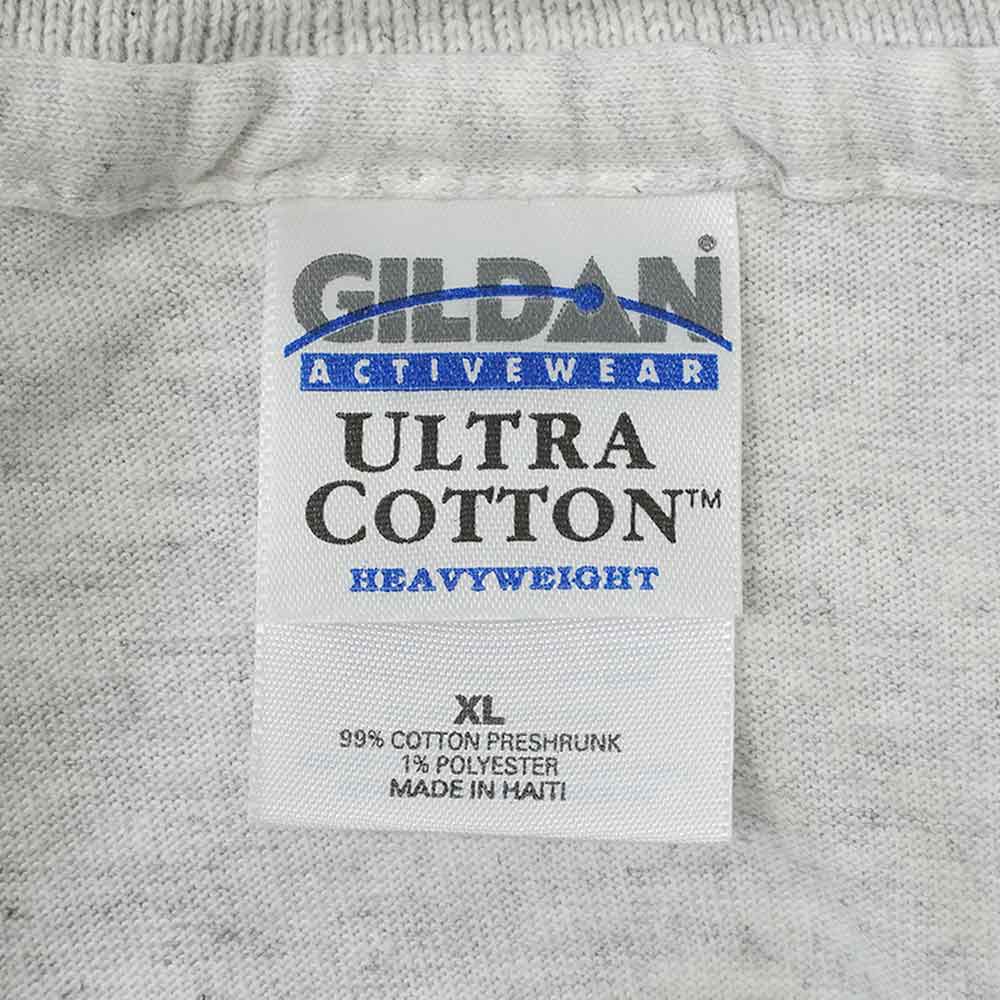 GILDAN®
ACTIVEWEAR
ULTRA
COTTON™
HEAVYWEIGHT
XL
99% COTTON PRESHRUNK
1% POLYESTER
MADE IN HAITI